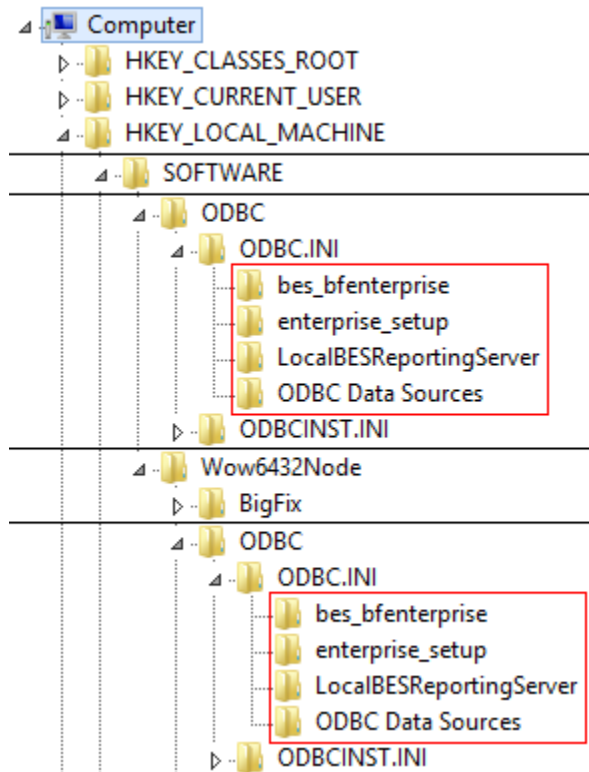 Computer
HKEY_CLASSES_ROOT
HKEY_CURRENT_USER
HKEY_LOCAL_MACHINE
SOFTWARE
ODBC
ODBC.INI
bes_bfenterprise
enterprise_setup
LocalBESReportingServer
ODBC Data Sources
ODBCINST.INI
Wow6432Node
BigFix
ODBC
ODBC.INI
bes_bfenterprise
enterprise_setup
LocalBESReportingServer
ODBC Data Sources
ODBCINST.INI